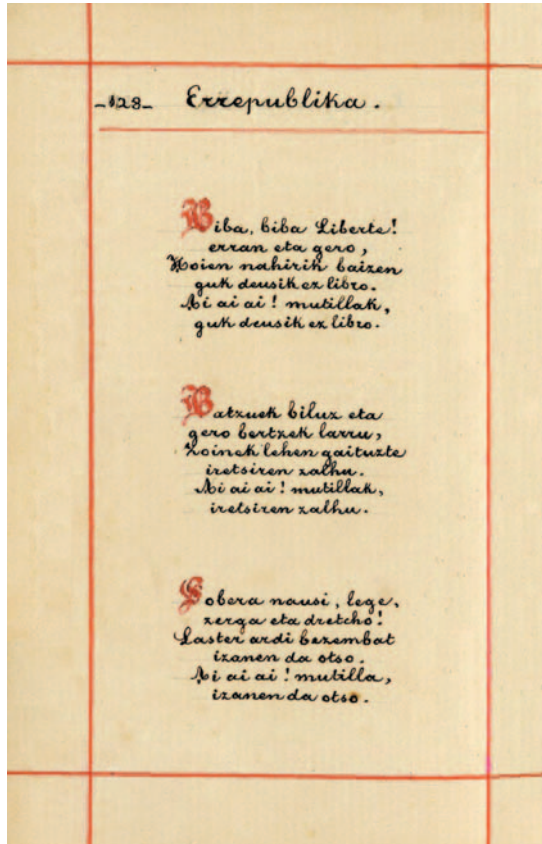 -128- Errepublika.
Biba, biba Liberte!
erran eta gero,
Hoien nahirik baizen
guk deusik ez libro.
Ai ai ai! mutillak,
guk deusik ez libro.
Batzuek biluz eta
gero bertzek larru,
Zoinek lehen gaituzte
iretsiren zalhu.
Ai ai ai! mutillak,
iretsiren zalhu.
Sobera nausi, lege,
zerga eta dretcho!
Laster ardi bezembat
izanen da otso.
Ai ai ai! mutilla,
izanen da otso.